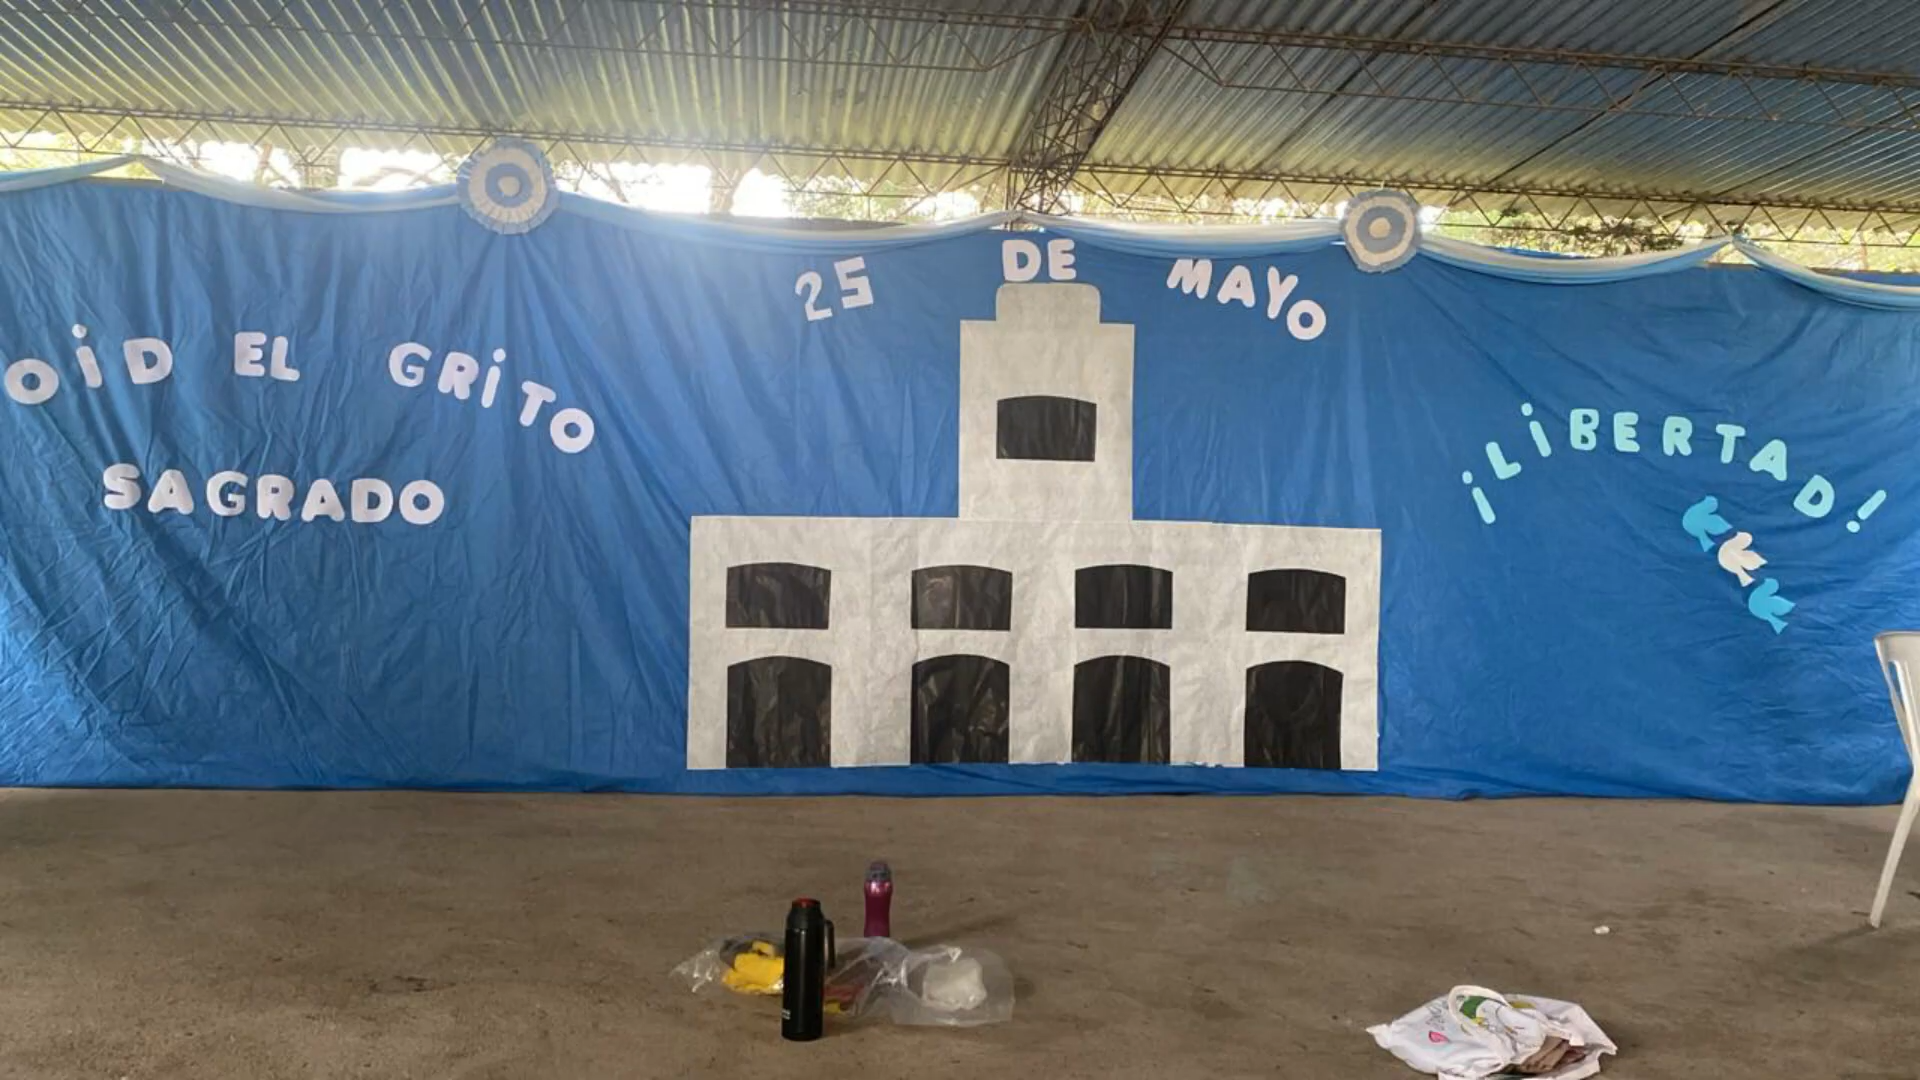 25 DE MAYO
OiD EL GRiTO
SAGRADO
¡LiBERTAD!